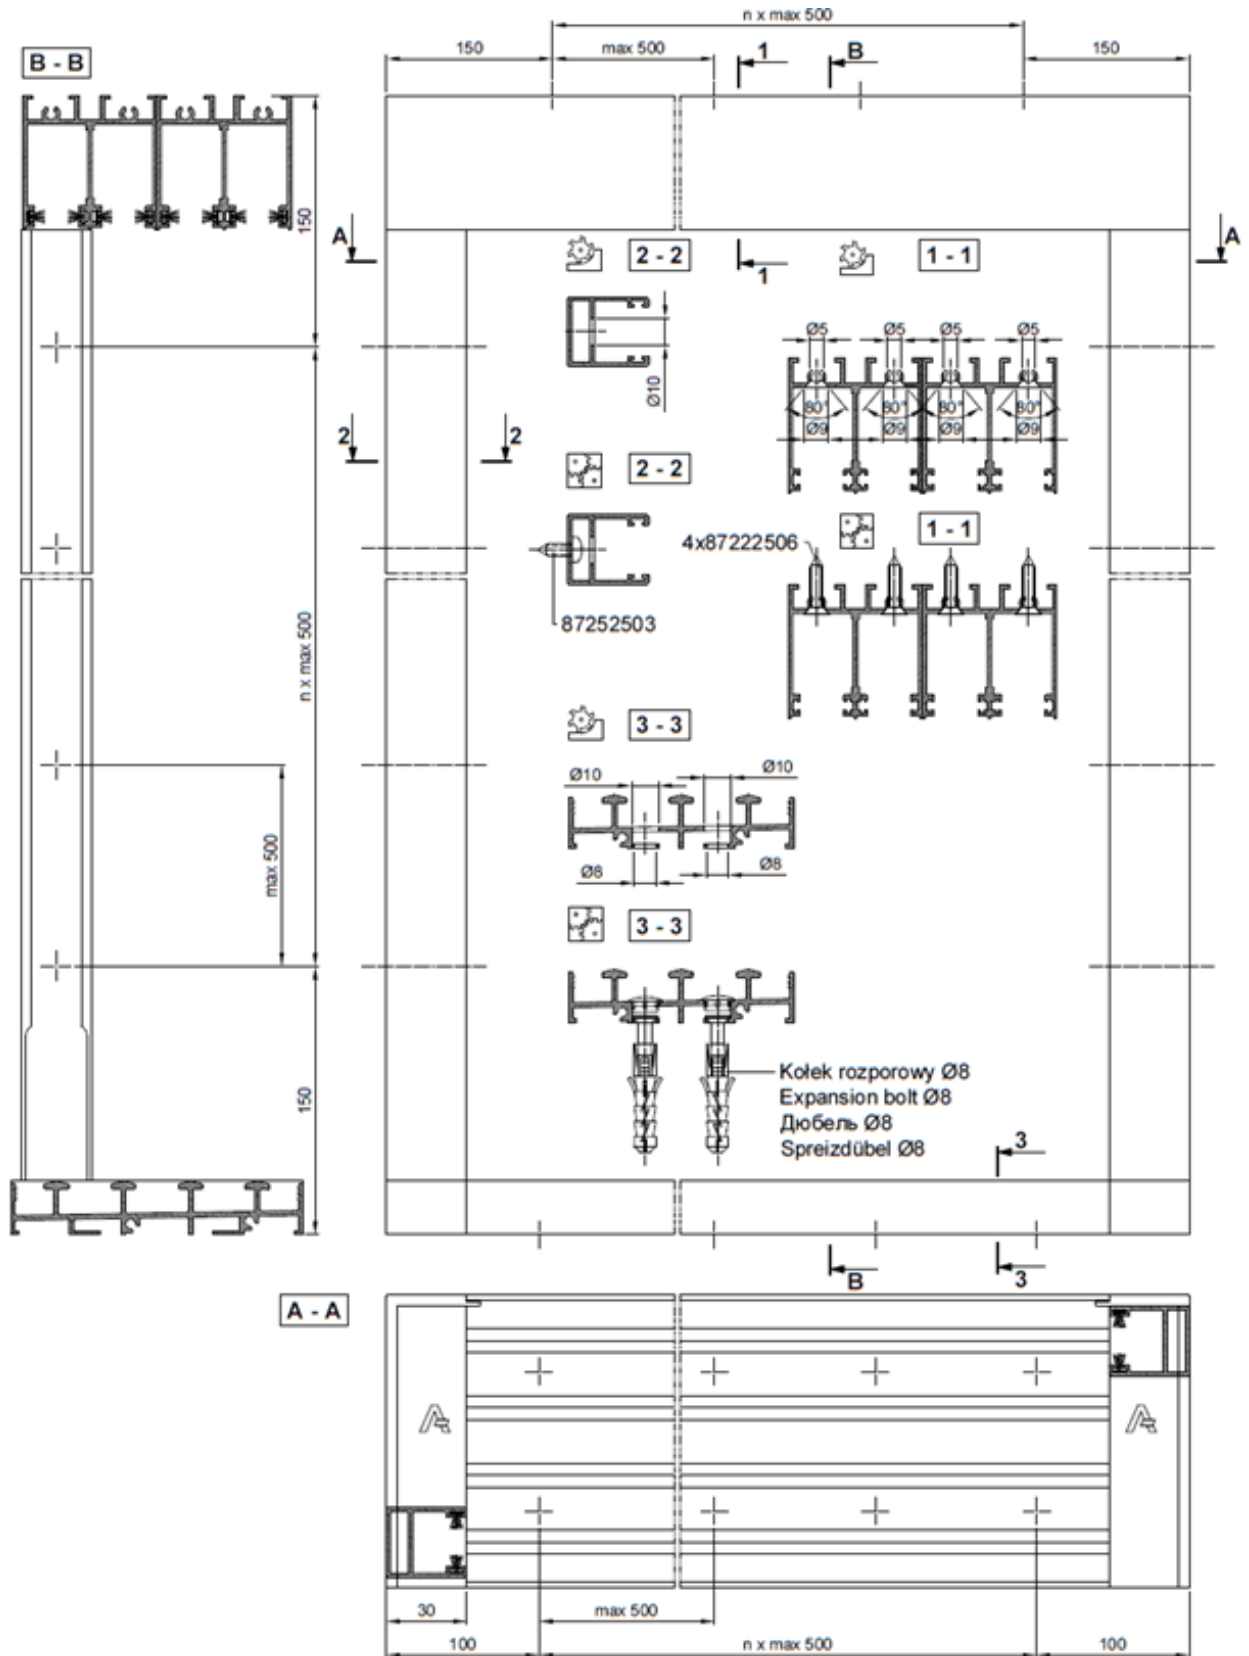 n x max 500
150
max 500
1
B
150
B - B
150
A
2 - 2
1
1 - 1
A
Ø10
Ø5
Ø5
Ø5
Ø5
80°
80°
80°
80°
Ø9
Ø9
Ø9
Ø9
2
2
2 - 2
1 - 1
4x87222506
87252503
n x max 500
3 - 3
Ø10
Ø10
max 500
Ø8
Ø8
3 - 3
150
Kołek rozporowy Ø8
Expansion bolt Ø8
Дюбель Ø8
Spreizdübel Ø8
3
B
3
A - A
30
max 500
100
n x max 500
100